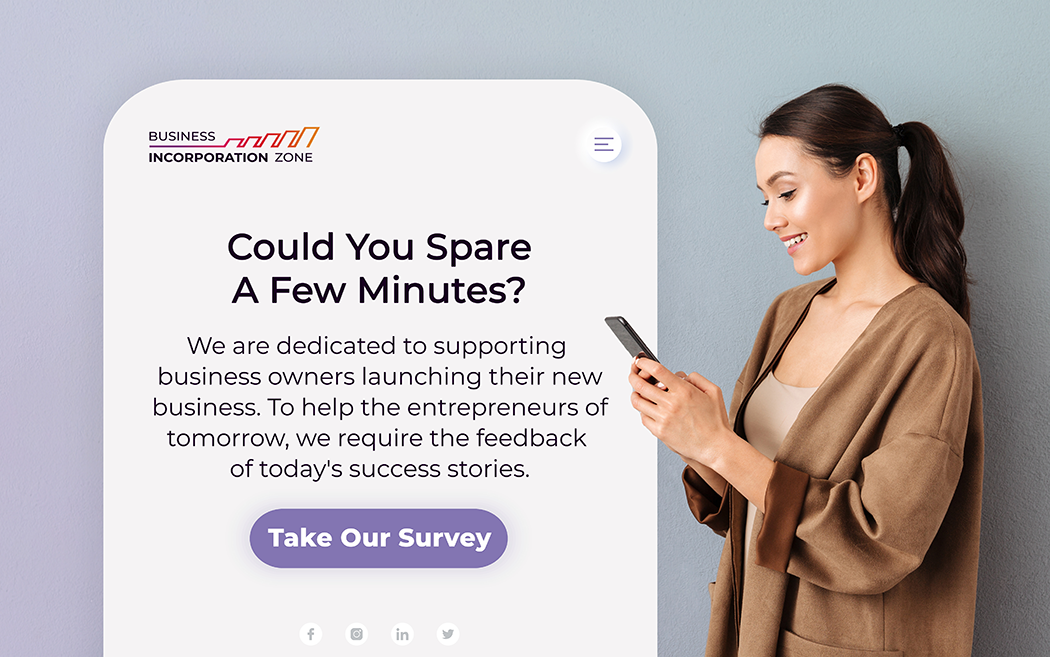 BUSINESS
INCORPORATION ZONE
Could You Spare
A Few Minutes?
We are dedicated to supporting
business owners launching their new
business. To help the entrepreneurs of
tomorrow, we require the feedback
of today's success stories.
Take Our Survey